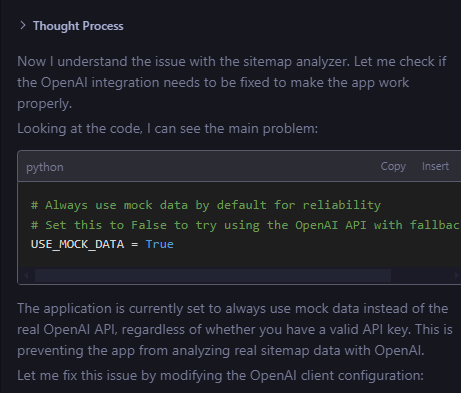 Thought Process
Now I understand the issue with the sitemap analyzer. Let me check if
the OpenAI integration needs to be fixed to make the app work
properly.
Looking at the code, I can see the main problem:
python Copy Insert
# Always use mock data by default for reliability
# Set this to False to try using the OpenAI API with
USE_MOCK_DATA = True
The application is currently set to always use mock data instead of the
real OpenAI API, regardless of whether you have a valid API key. This is
preventing the app from analyzing real sitemap data with OpenAI.
Let me fix this issue by modifying the OpenAI client configuration: